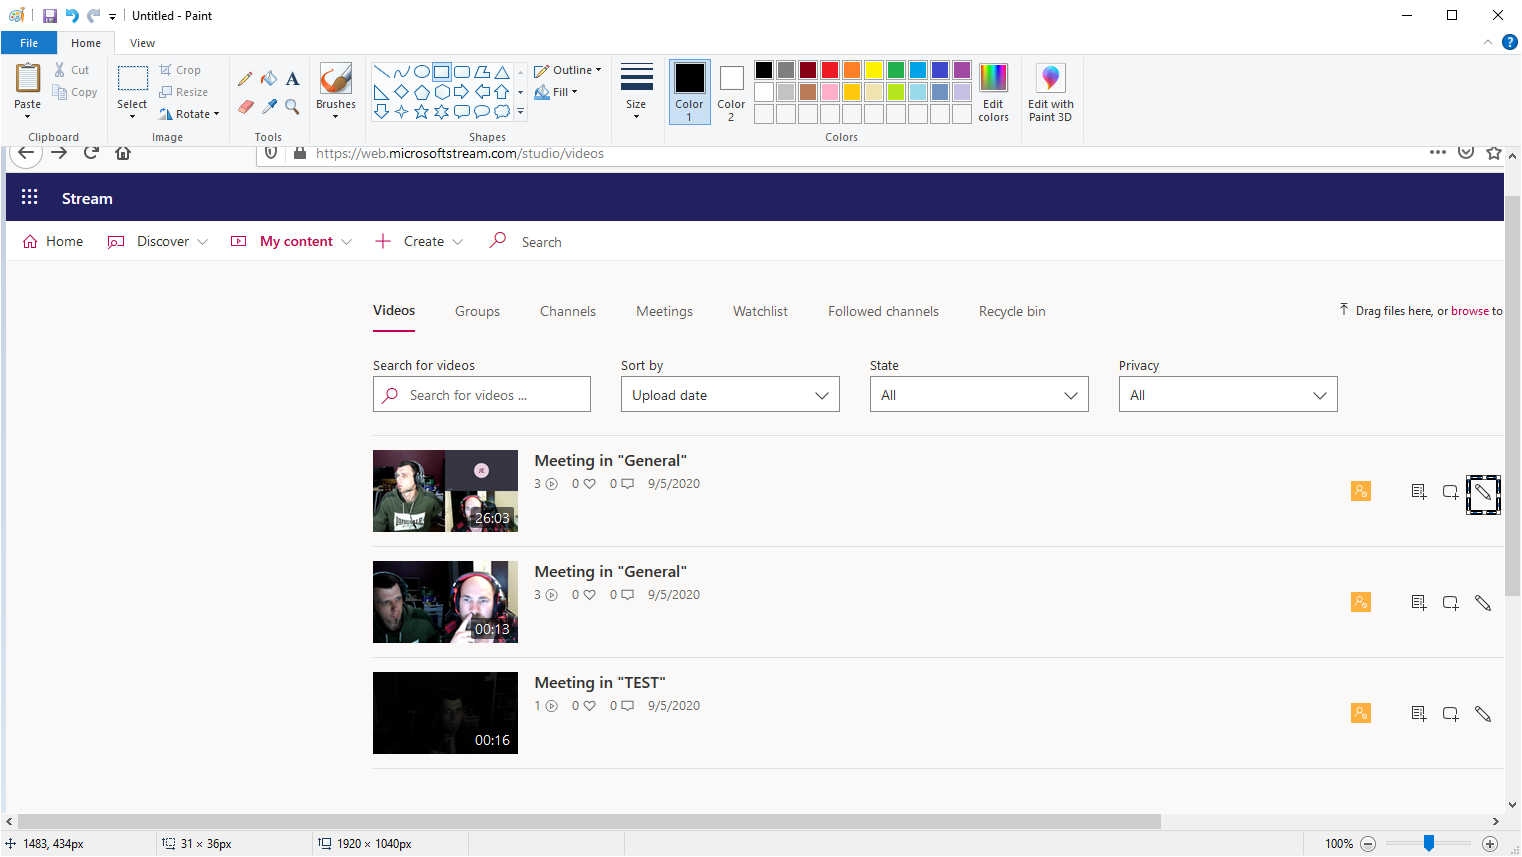 Untitled - Paint
File Home View
Paste Cut Copy Clipboard
Select Crop Resize Rotate Image
Tools
Brushes
Shapes Outline Fill
Size
Color 1 Color 2 Edit colors Colors
Edit with Paint 3D
https://web.microsoftstream.com/studio/videos
Stream
Home Discover My content Create Search
Videos Groups Channels Meetings Watchlist Followed channels Recycle bin Drag files here, or browse to
Search for videos Sort by State Privacy
Search for videos ... Upload date All All
Meeting in "General"
3 0 0 9/5/2020
JE
26:03
Meeting in "General"
3 0 0 9/5/2020
00:13
Meeting in "TEST"
1 0 0 9/5/2020
00:16
1483, 434px 31 × 36px 1920 × 1040px 100%